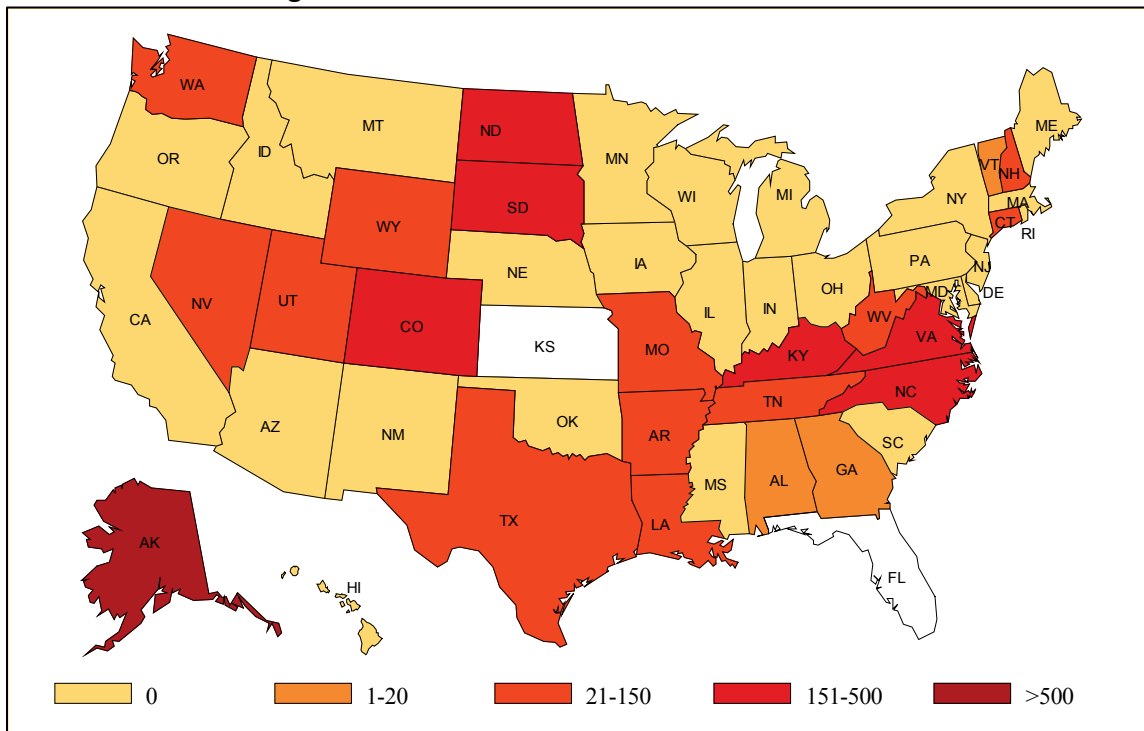 WA
MT
ND
MN
ME
OR
ID
VT
NH
WI
MI
NY
MA
SD
WY
CT
RI
IA
PA
NE
NJ
NV
UT
OH
MD
DE
CA
IL
IN
WV
CO
KS
MO
KY
VA
TN
NC
AZ
NM
OK
AR
SC
MS
AL
GA
TX
LA
AK
HI
FL
0
1-20
21-150
151-500
>500